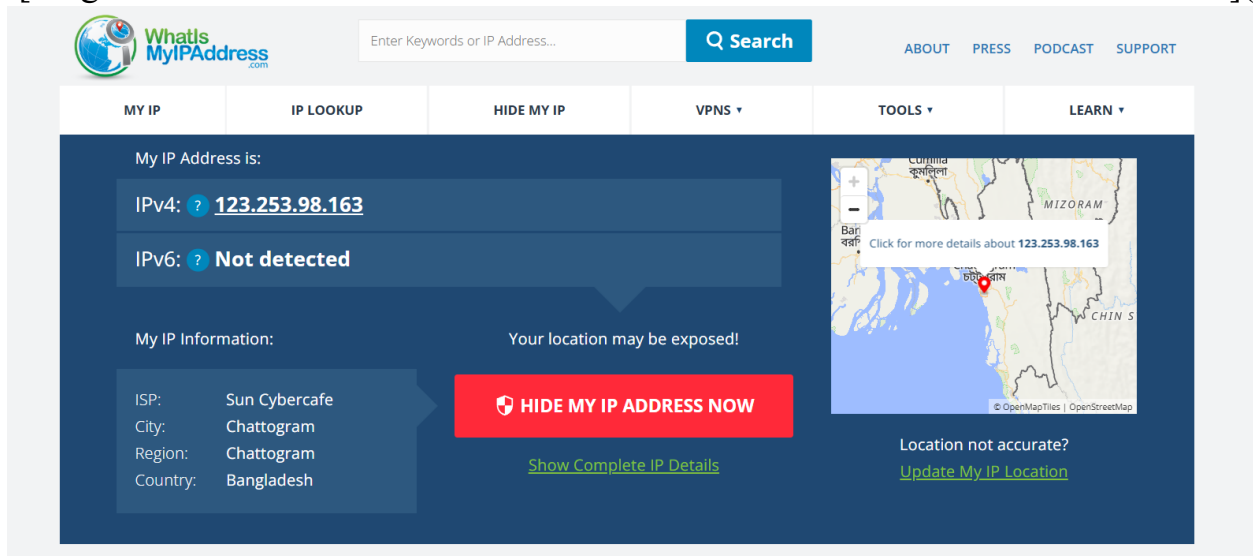 WhatIs
MyIPAddress
.com
Enter Keywords or IP Address...
Search
ABOUT PRESS PODCAST SUPPORT
MY IP IP LOOKUP HIDE MY IP VPNS ▾ TOOLS ▾ LEARN ▾
My IP Address is:
IPv4: ? 123.253.98.163
IPv6: ? Not detected
My IP Information:
ISP: Sun Cybercafe
City: Chattogram
Region: Chattogram
Country: Bangladesh
Your location may be exposed!
HIDE MY IP ADDRESS NOW
Show Complete IP Details
Cumilla
কুমিল্লা
+
−
MIZORAM
Click for more details about 123.253.98.163
CHIN S
© OpenMapTiles | OpenStreetMap
Location not accurate?
Update My IP Location